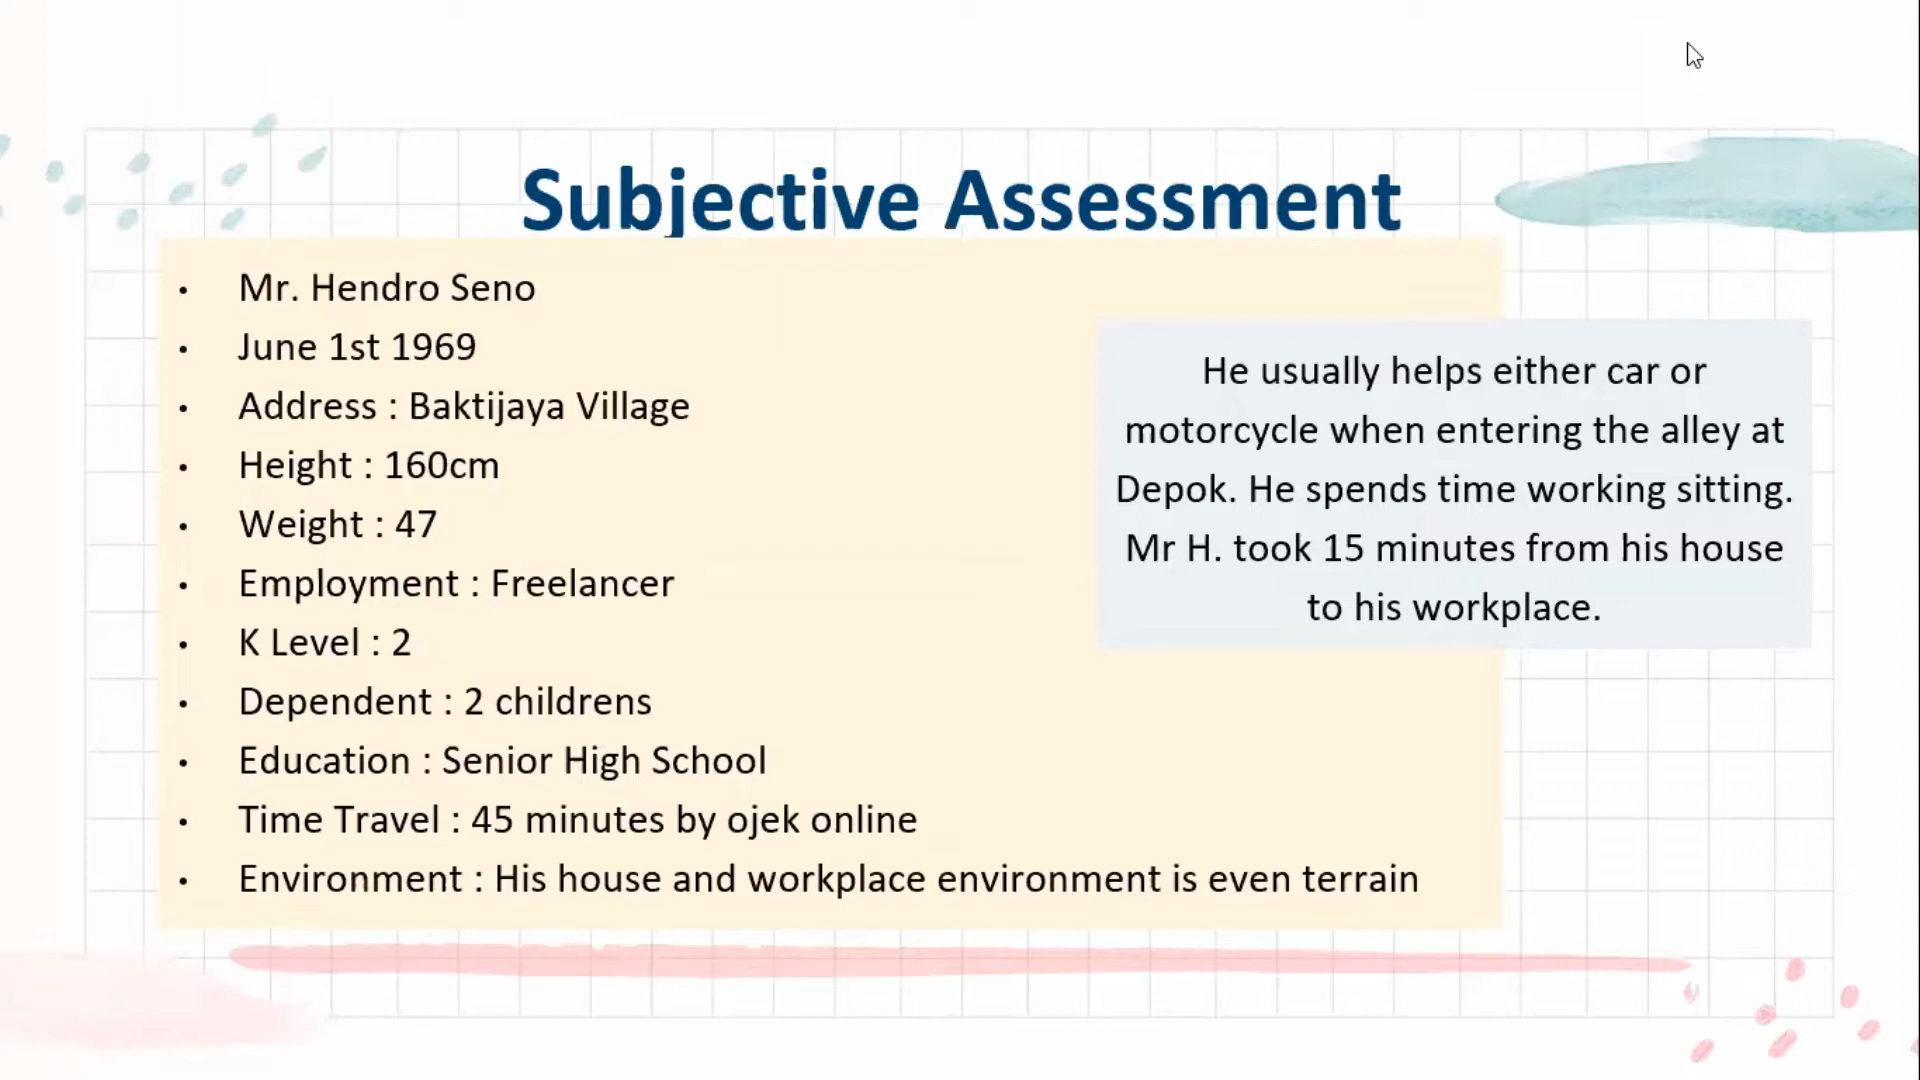 Subjective Assessment
• Mr. Hendro Seno
• June 1st 1969
• Address : Baktijaya Village
• Height : 160cm
• Weight : 47
• Employment : Freelancer
• K Level : 2
• Dependent : 2 childrens
• Education : Senior High School
• Time Travel : 45 minutes by ojek online
• Environment : His house and workplace environment is even terrain
He usually helps either car or
motorcycle when entering the alley at
Depok. He spends time working sitting.
Mr H. took 15 minutes from his house
to his workplace.